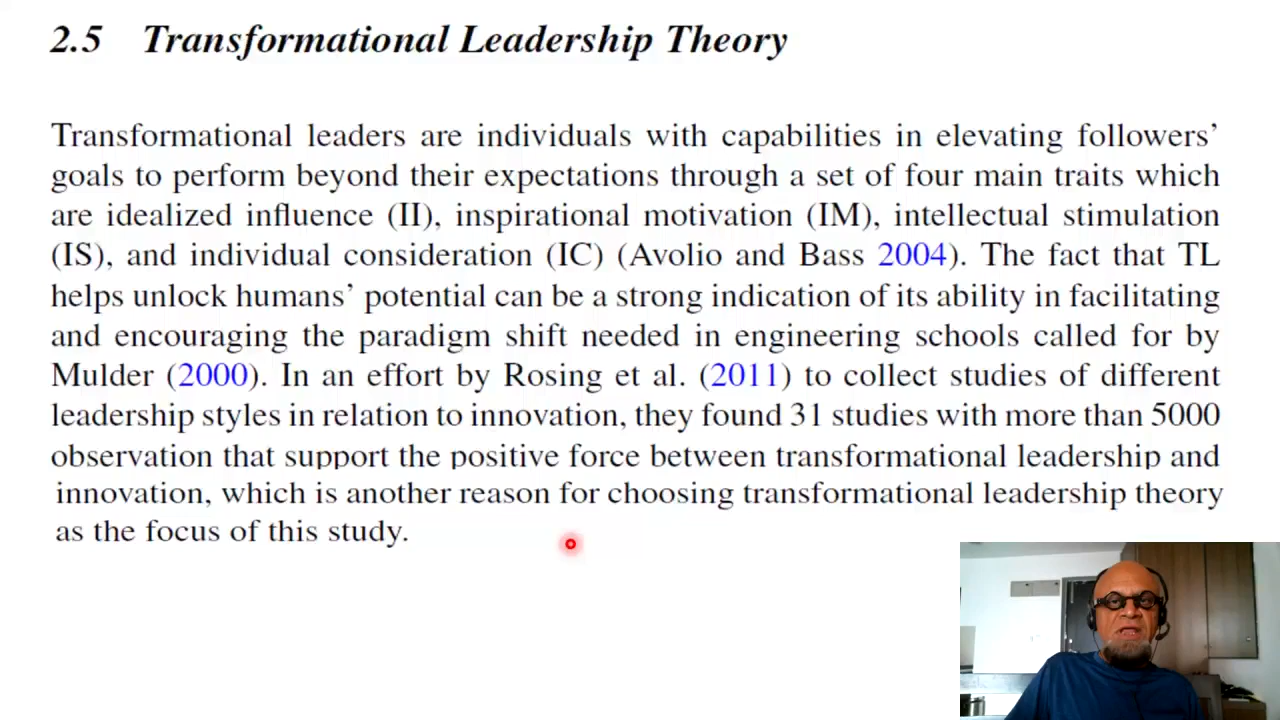 2.5 Transformational Leadership Theory
Transformational leaders are individuals with capabilities in elevating followers’
goals to perform beyond their expectations through a set of four main traits which
are idealized influence (II), inspirational motivation (IM), intellectual stimulation
(IS), and individual consideration (IC) (Avolio and Bass 2004). The fact that TL
helps unlock humans’ potential can be a strong indication of its ability in facilitating
and encouraging the paradigm shift needed in engineering schools called for by
Mulder (2000). In an effort by Rosing et al. (2011) to collect studies of different
leadership styles in relation to innovation, they found 31 studies with more than 5000
observation that support the positive force between transformational leadership and
innovation, which is another reason for choosing transformational leadership theory
as the focus of this study.